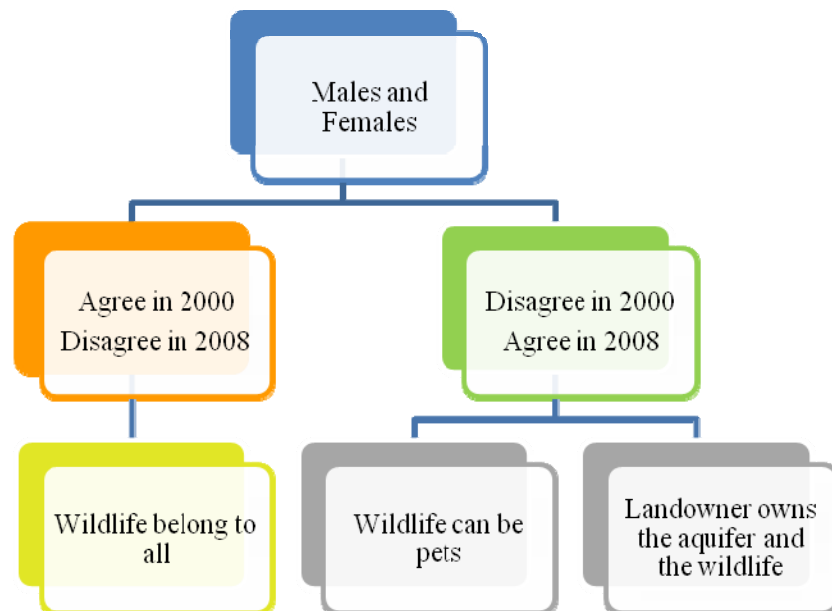 Males and
Females
Agree in 2000
Disagree in 2008
Disagree in 2000
Agree in 2008
Wildlife belong to
all
Wildlife can be
pets
Landowner owns
the aquifer and
the wildlife